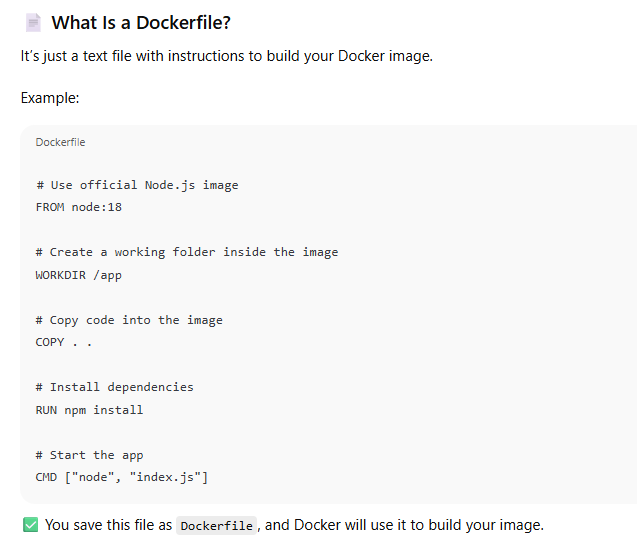 What Is a Dockerfile?
It's just a text file with instructions to build your Docker image.
Example:
Dockerfile
# Use official Node.js image
FROM node:18
# Create a working folder inside the image
WORKDIR /app
# Copy code into the image
COPY . .
# Install dependencies
RUN npm install
# Start the app
CMD ["node", "index.js"]
You save this file as Dockerfile, and Docker will use it to build your image.